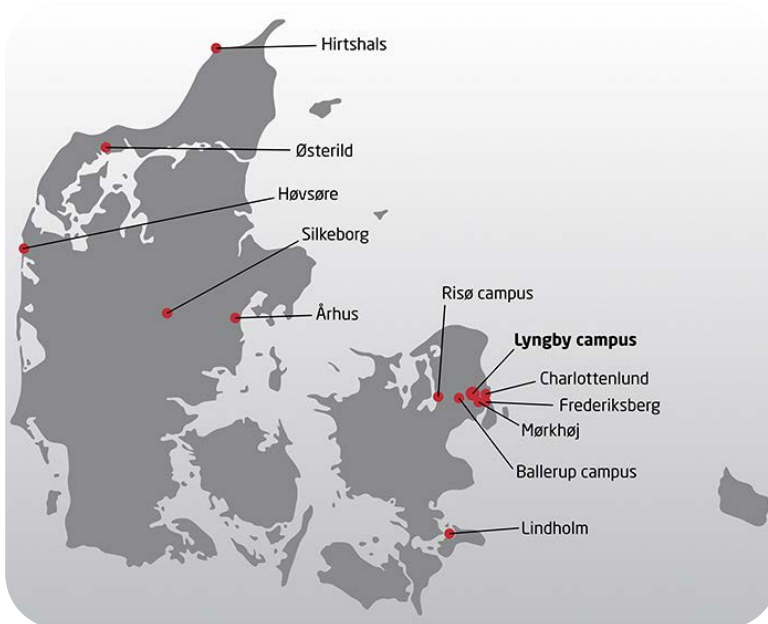 Hirtshals
Østerild
Høvsøre
Silkeborg
Århus
Risø campus
Lyngby campus
Charlottenlund
Frederiksberg
Mørkhøj
Ballerup campus
Lindholm